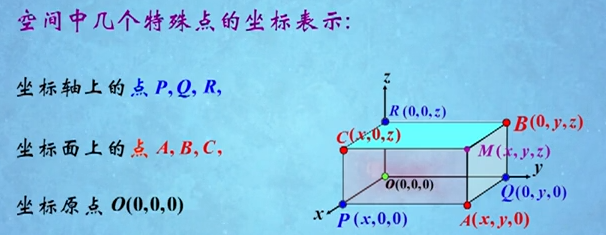 空间中几个特殊点的坐标表示:
坐标轴上的点 P, Q, R,
坐标面上的点 A, B, C,
坐标原点 O(0,0,0)
z
R(0,0,z)
B(0,y,z)
C(x,0,z)
M(x,y,z)
y
O(0,0,0)
Q(0,y,0)
x
P(x,0,0)
A(x,y,0)